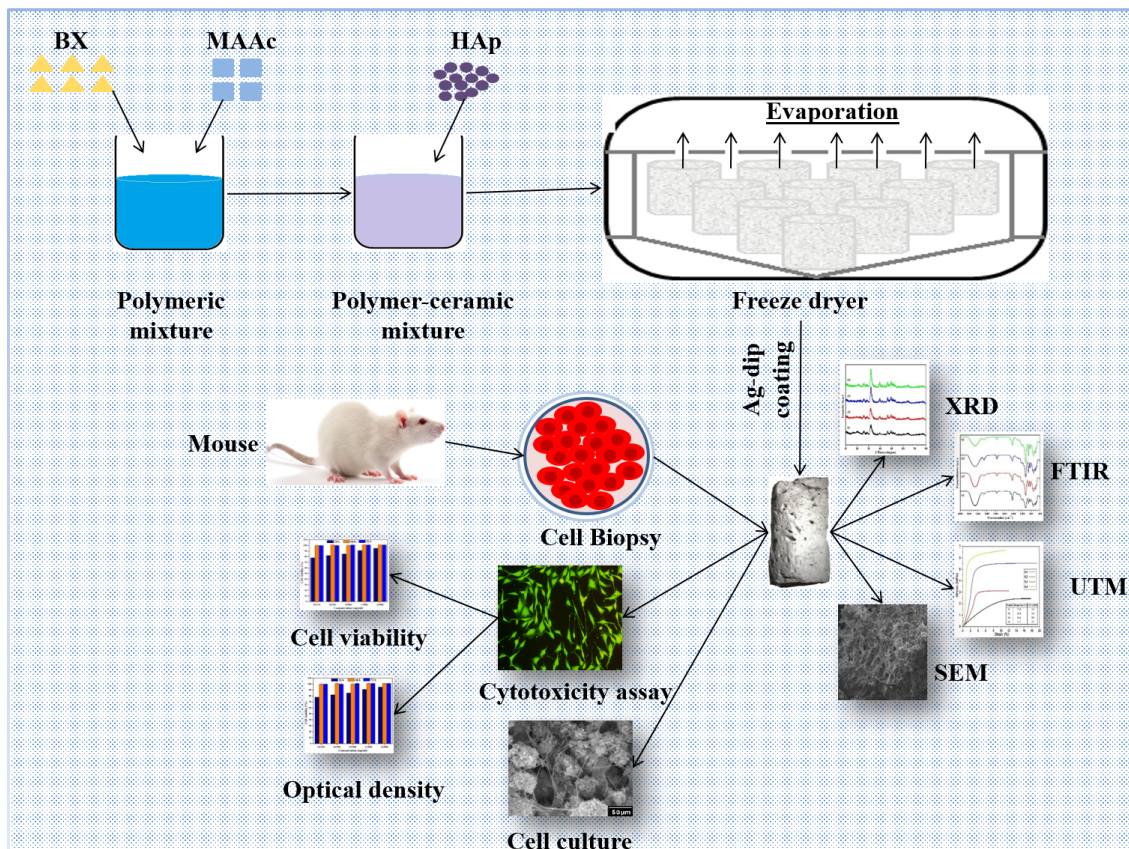 BX
MAAc
HAp
Evaporation
Polymeric
mixture
Polymer-ceramic
mixture
Freeze dryer
Ag-dip
coating
XRD
Mouse
FTIR
Cell Biopsy
UTM
Cell viability
SEM
Cytotoxicity assay
Optical density
50μm
Cell culture